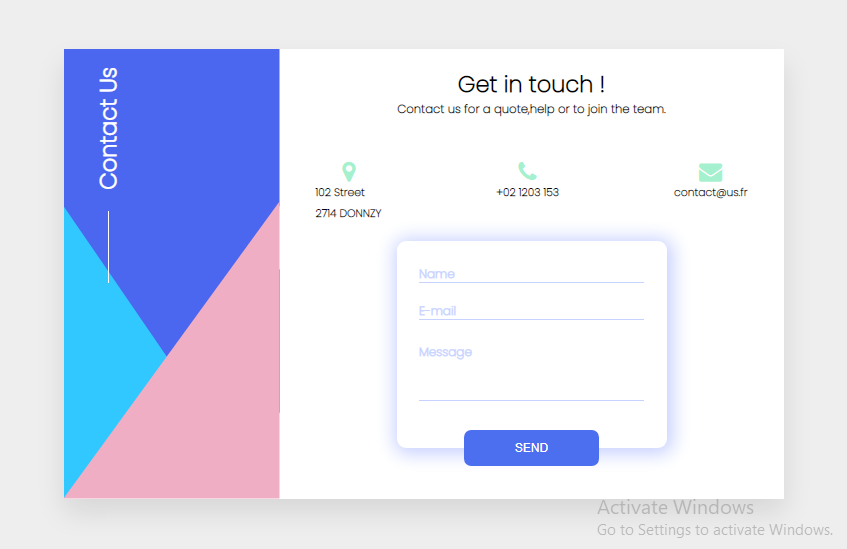 Contact Us
Get in touch !
Contact us for a quote,help or to join the team.
102 Street
2714 DONNZY
+02 1203 153
contact@us.fr
Name
E-mail
Message
SEND
Activate Windows
Go to Settings to activate Windows.